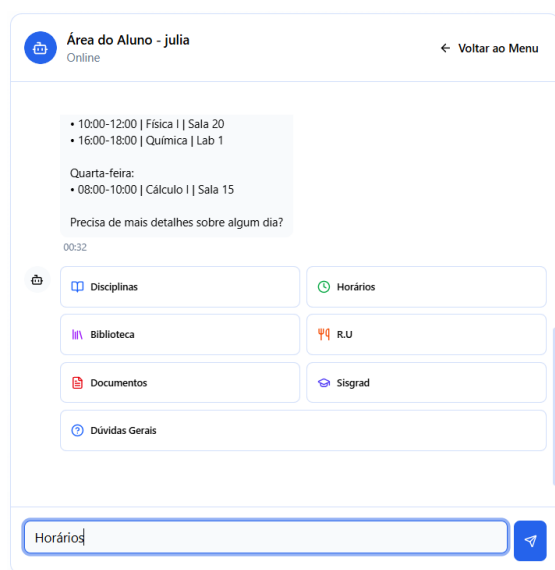 Área do Aluno - julia
Online
← Voltar ao Menu
• 10:00-12:00 | Física I | Sala 20
• 16:00-18:00 | Química | Lab 1
Quarta-feira:
• 08:00-10:00 | Cálculo I | Sala 15
Precisa de mais detalhes sobre algum dia?
00:32
Disciplinas
Horários
Biblioteca
R.U
Documentos
Sisgrad
Dúvidas Gerais
Horários